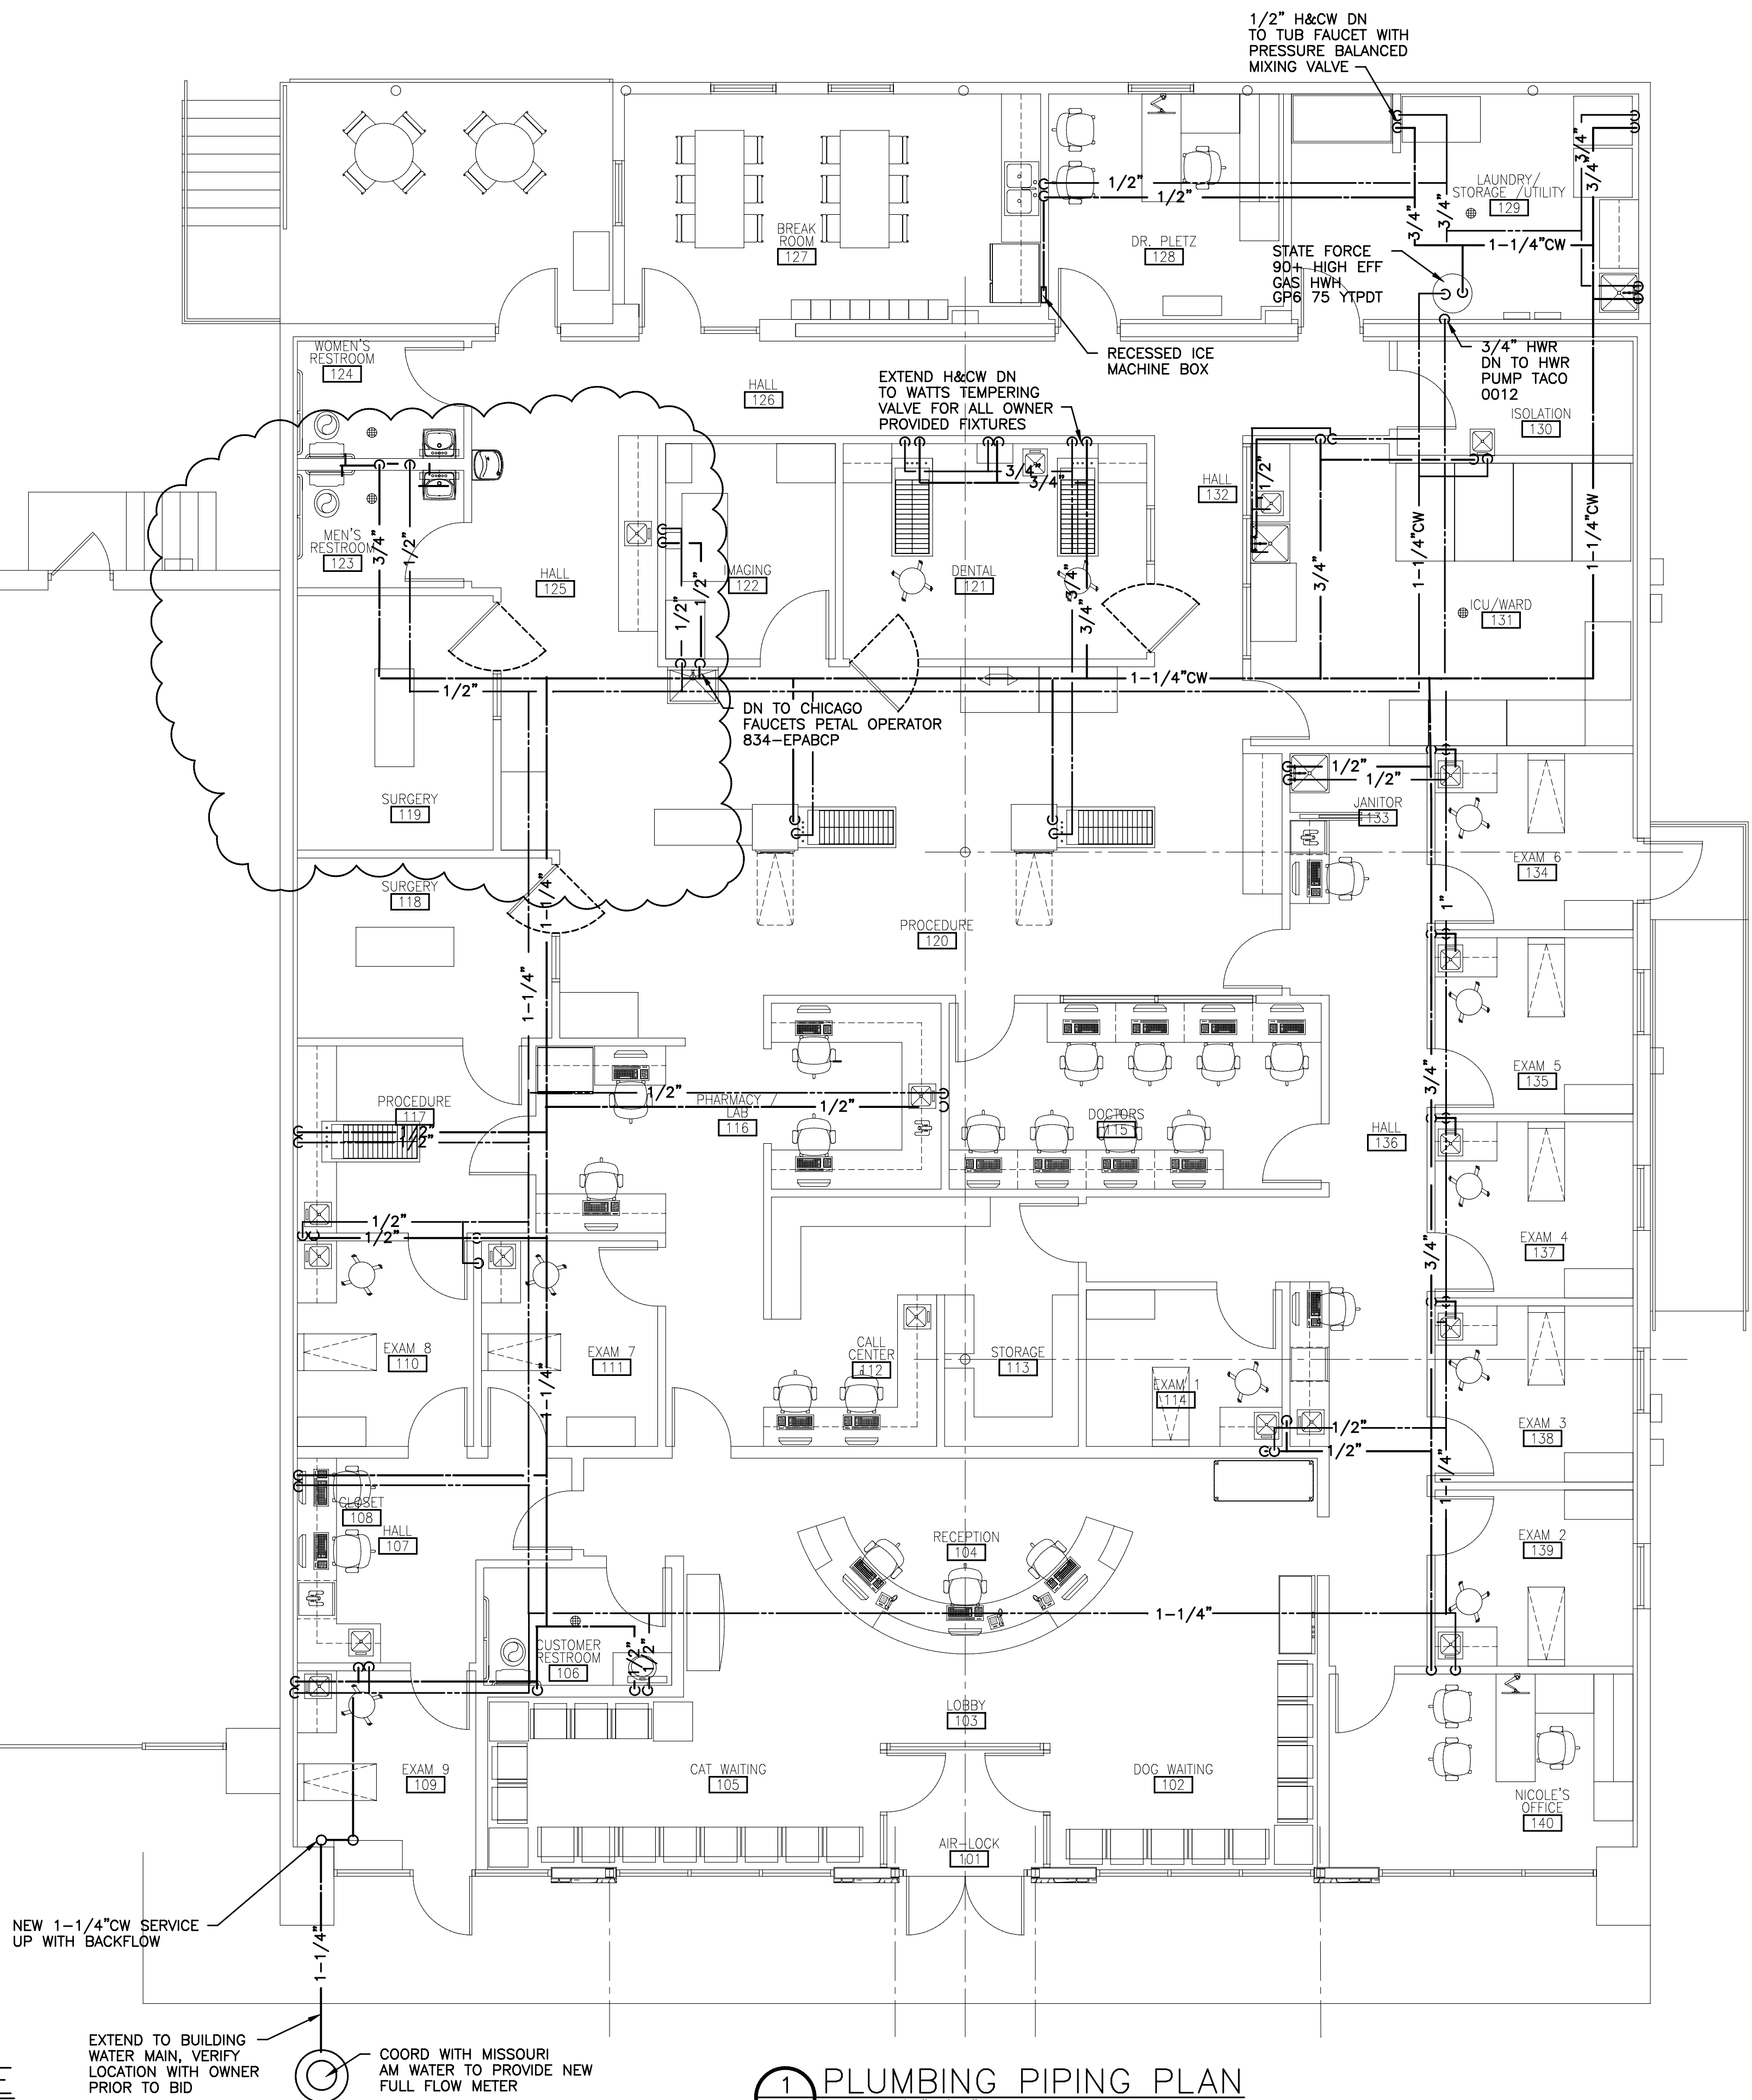 1/2" H&CW DN
TO TUB FAUCET WITH
PRESSURE BALANCED
MIXING VALVE
3/4"
3/4"
1/2"
1/2"
LAUNDRY/
STORAGE /UTILITY
129
3/4"
3/4"
BREAK
ROOM
127
DR. PLETZ
128
1-1/4"CW
STATE FORCE
90+ HIGH EFF
GAS HWH
GP6 75 YTPDT
WOMEN'S
RESTROOM
124
RECESSED ICE
MACHINE BOX
3/4" HWR
DN TO HWR
PUMP TACO
0012
HALL
126
EXTEND H&CW DN
TO WATTS TEMPERING
VALVE FOR ALL OWNER
PROVIDED FIXTURES
ISOLATION
130
3/4"
3/4"
1/2"
HALL
132
MEN'S
RESTROOM
123
3/4"
1/2"
1-1/4"CW
1-1/4"CW
HALL
125
IMAGING
122
1/2"
1/2"
DENTAL
121
3/4"
3/4"
3/4"
ICU/WARD
131
1/2"
1-1/4"CW
DN TO CHICAGO
FAUCETS PETAL OPERATOR
834-EPABCP
1/2"
1/2"
SURGERY
119
JANITOR
133
EXAM 6
134
SURGERY
118
1-1/4"
1"
PROCEDURE
120
1-1/4"
EXAM 5
135
3/4"
PROCEDURE
117
1/2"
1/2"
PHARMACY /
LAB
116
1/2"
DOCTORS
115
HALL
136
1/2"
1/2"
1/2"
EXAM 4
137
3/4"
EXAM 8
110
EXAM 7
111
CALL
CENTER
112
STORAGE
113
EXAM 1
114
1-1/4"
1/2"
1/2"
EXAM 3
138
1-1/4"
CLOSET
108
HALL
107
RECEPTION
104
EXAM 2
139
1-1/4"
CUSTOMER
RESTROOM
106
1/2"
1/2"
LOBBY
103
EXAM 9
109
CAT WAITING
105
DOG WAITING
102
NICOLE'S
OFFICE
140
AIR-LOCK
101
NEW 1-1/4"CW SERVICE
UP WITH BACKFLOW
1-1/4"
EXTEND TO BUILDING
WATER MAIN, VERIFY
LOCATION WITH OWNER
PRIOR TO BID
COORD WITH MISSOURI
AM WATER TO PROVIDE NEW
FULL FLOW METER
1 PLUMBING PIPING PLAN